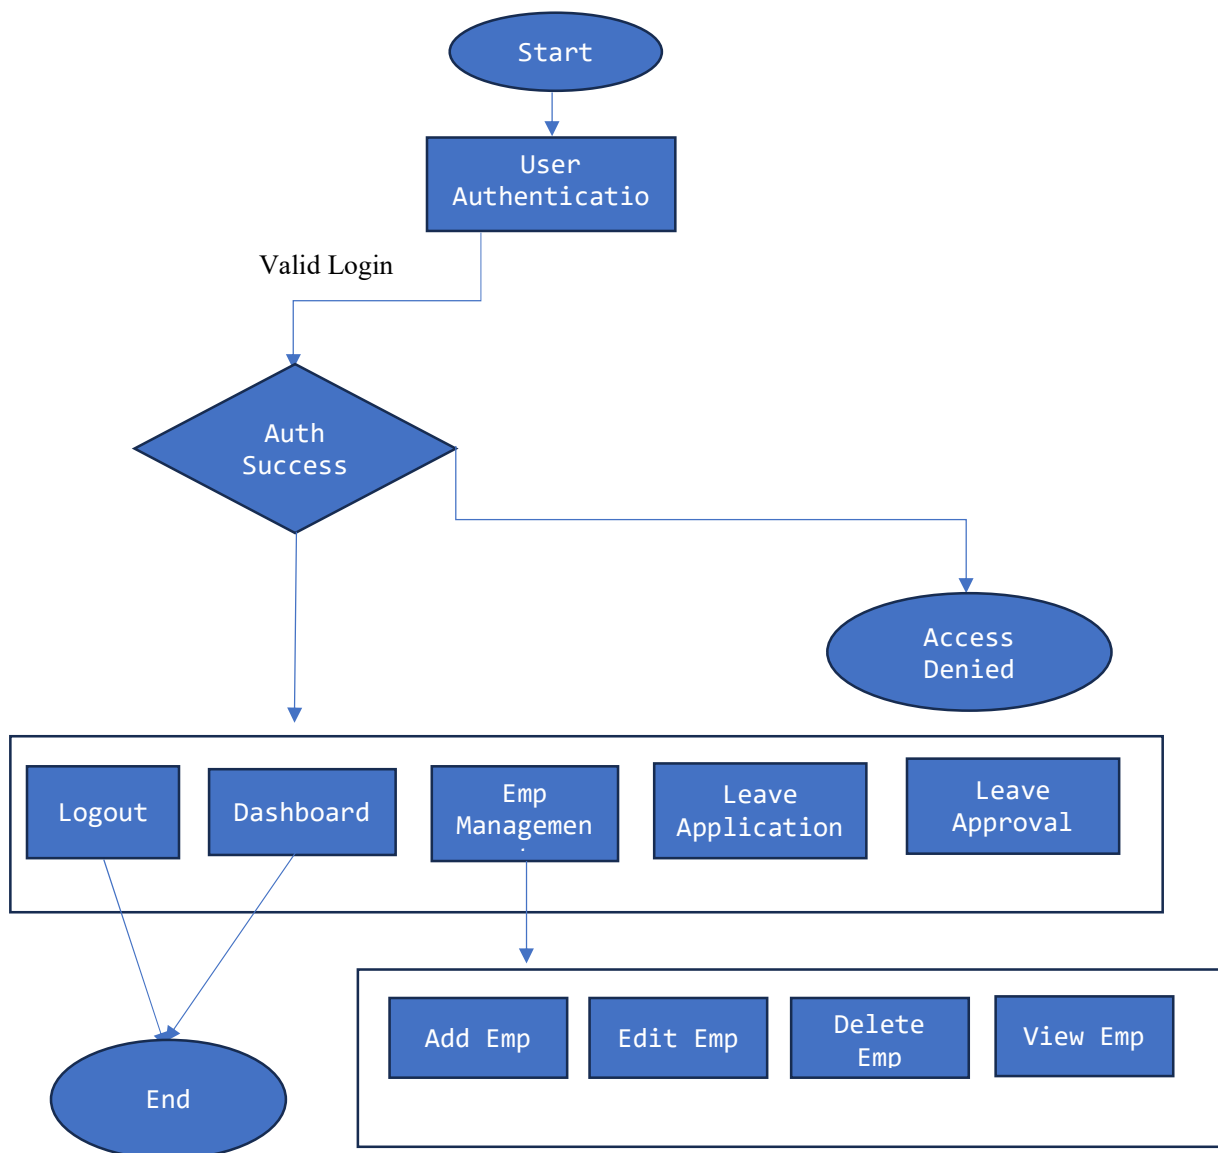 Start
User
Authenticatio
Valid Login
Auth
Success
Access
Denied
Logout
Dashboard
Emp
Managemen
Leave
Application
Leave
Approval
Add Emp
Edit Emp
Delete
Emp
View Emp
End